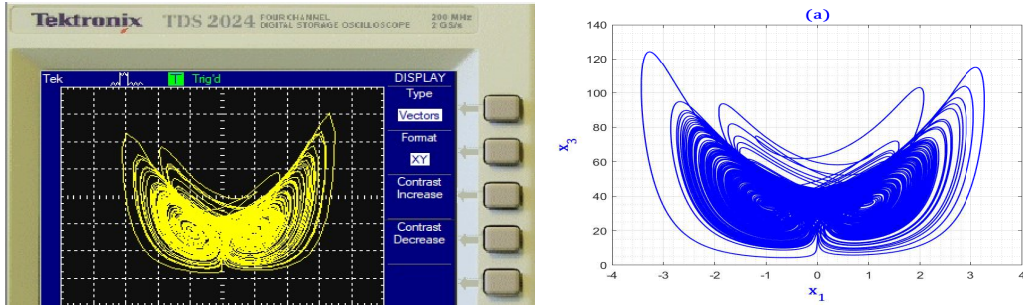 Tektronix TDS 2024 FOUR CHANNEL DIGITAL STORAGE OSCILLOSCOPE 200 MHz 2 GS/s
Tek T Trig'd DISPLAY
Type
Vectors
Format
XY
Contrast
Increase
Contrast
Decrease
(a)
x3
140
120
100
80
60
40
20
0
-4 -3 -2 -1 0 1 2 3 4
x1